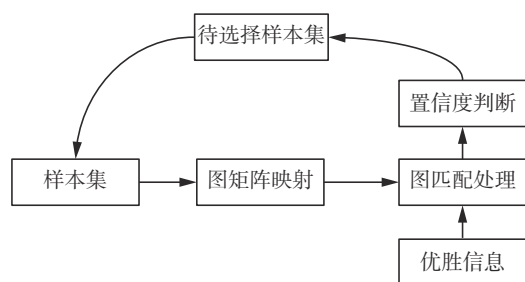 待选择样本集
置信度判断
样本集
图矩阵映射
图匹配处理
优胜信息